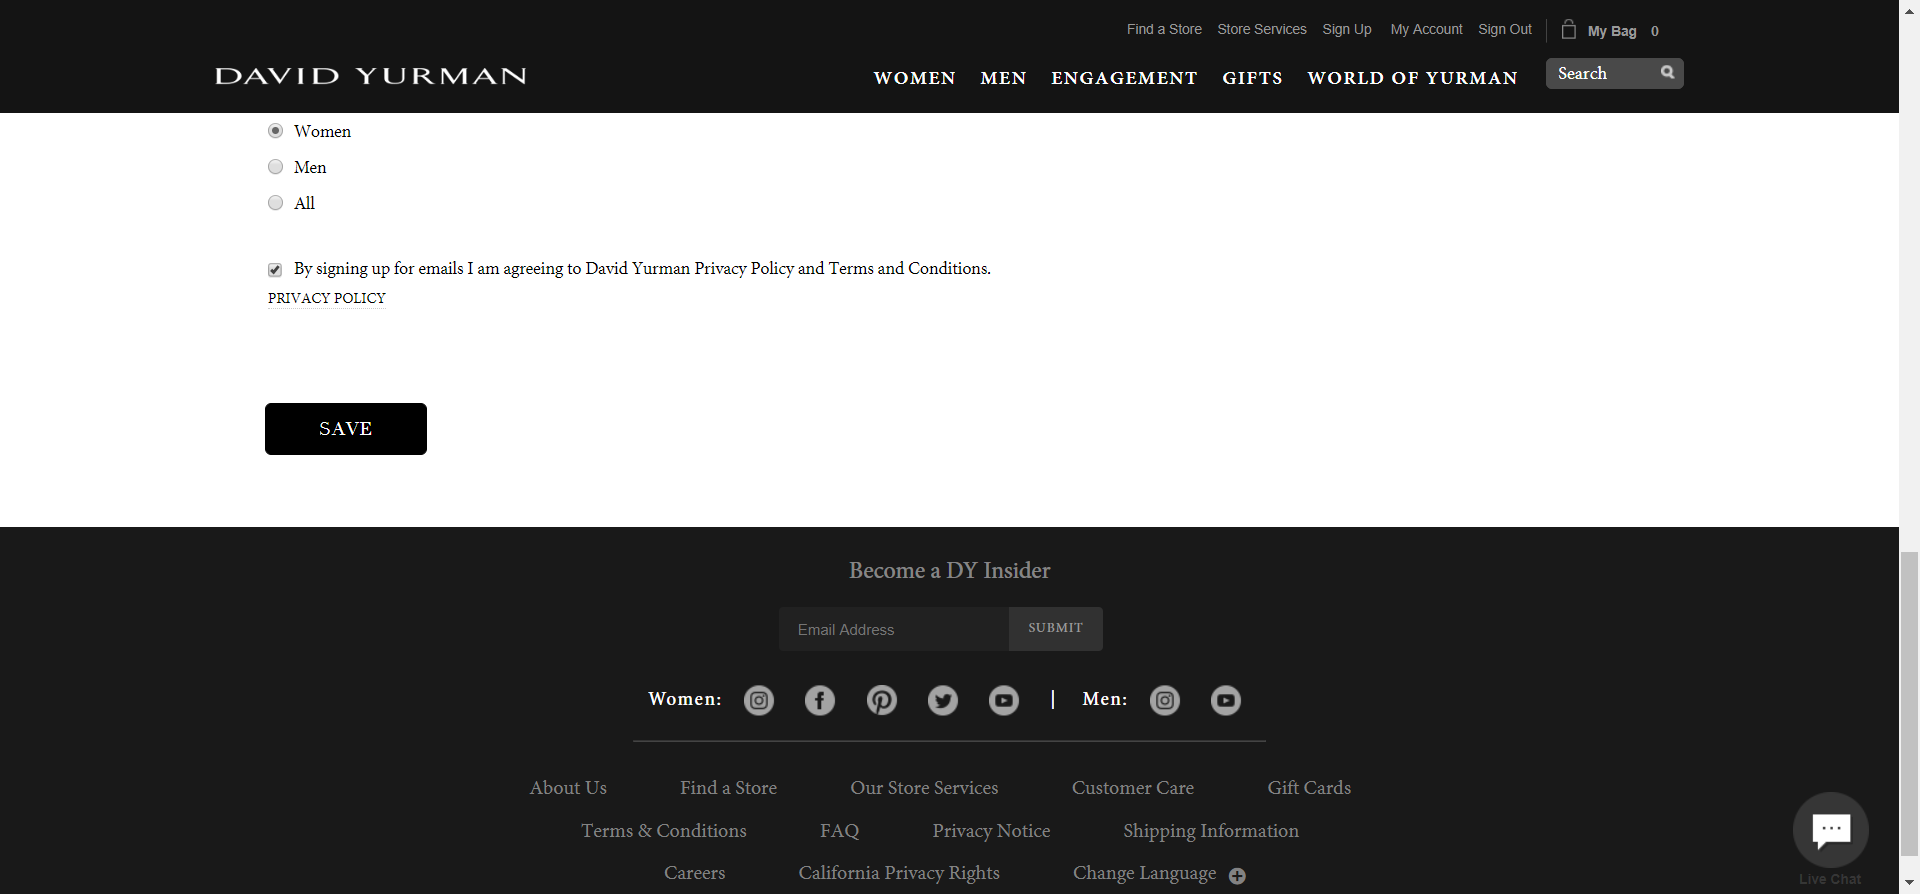 Find a Store Store Services Sign Up My Account Sign Out My Bag 0
DAVID YURMAN
WOMEN MEN ENGAGEMENT GIFTS WORLD OF YURMAN Search
Women
Men
All
By signing up for emails I am agreeing to David Yurman Privacy Policy and Terms and Conditions.
PRIVACY POLICY
SAVE
Become a DY Insider
Email Address SUBMIT
Women: | Men:
About Us Find a Store Our Store Services Customer Care Gift Cards
Terms & Conditions FAQ Privacy Notice Shipping Information
Careers California Privacy Rights Change Language
Live Chat